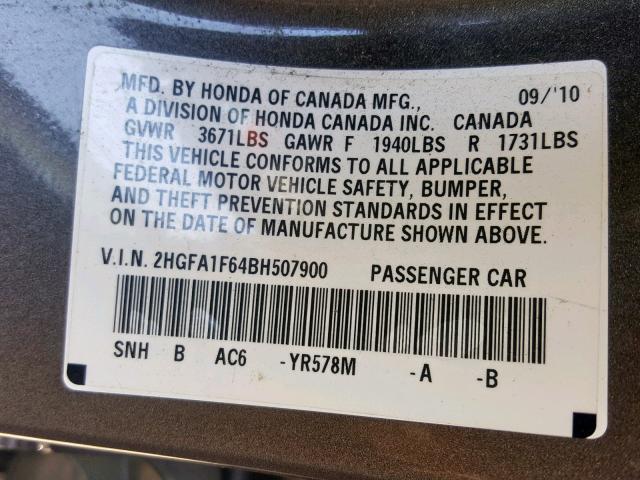 MFD. BY HONDA OF CANADA MFG., 09/'10
A DIVISION OF HONDA CANADA INC. CANADA
GVWR 3671LBS GAWR F 1940LBS R 1731LBS
THIS VEHICLE CONFORMS TO ALL APPLICABLE
FEDERAL MOTOR VEHICLE SAFETY, BUMPER,
AND THEFT PREVENTION STANDARDS IN EFFECT
ON THE DATE OF MANUFACTURE SHOWN ABOVE.
V.I.N. 2HGFA1F64BH507900 PASSENGER CAR
SNH B AC6 -YR578M -A -B